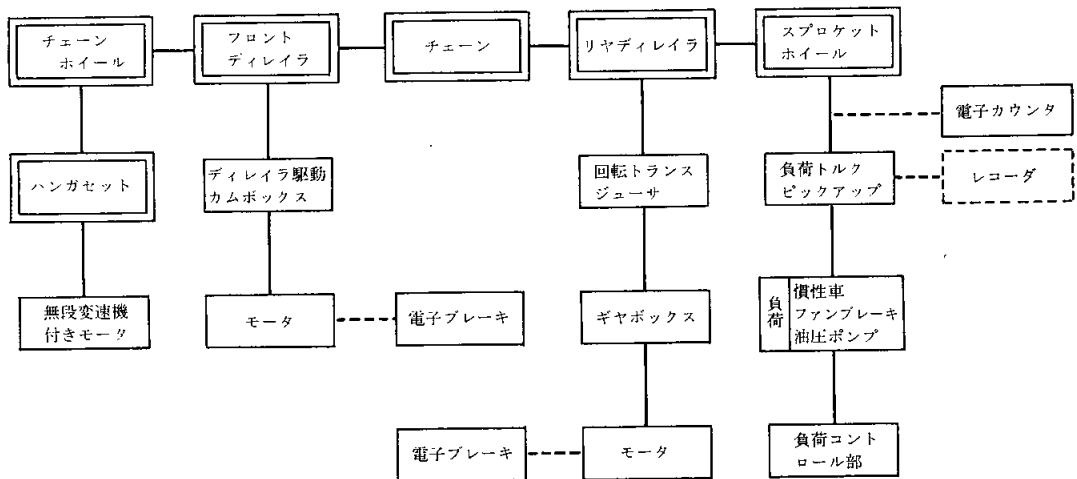 チェーン
ホイール
フロント
ディレイラ
チェーン
リヤディレイラ
スプロケット
ホイール
電子カウンタ
ハンガセット
ディレイラ駆動
カムボックス
回転トランス
ジューサ
負荷トルク
ピックアップ
レコーダ
無段変速機
付きモータ
モータ
電子ブレーキ
ギヤボックス
負荷
慣性車
ファンブレーキ
油圧ポンプ
電子ブレーキ
モータ
負荷コント
ロール部